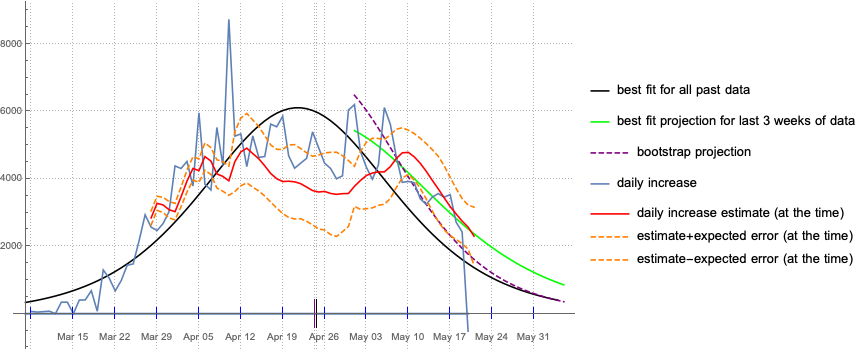 8000
6000
4000
2000
Mar 15 Mar 22 Mar 29 Apr 05 Apr 12 Apr 19 Apr 26 May 03 May 10 May 17 May 24 May 31
best fit for all past data
best fit projection for last 3 weeks of data
bootstrap projection
daily increase
daily increase estimate (at the time)
estimate+expected error (at the time)
estimate−expected error (at the time)